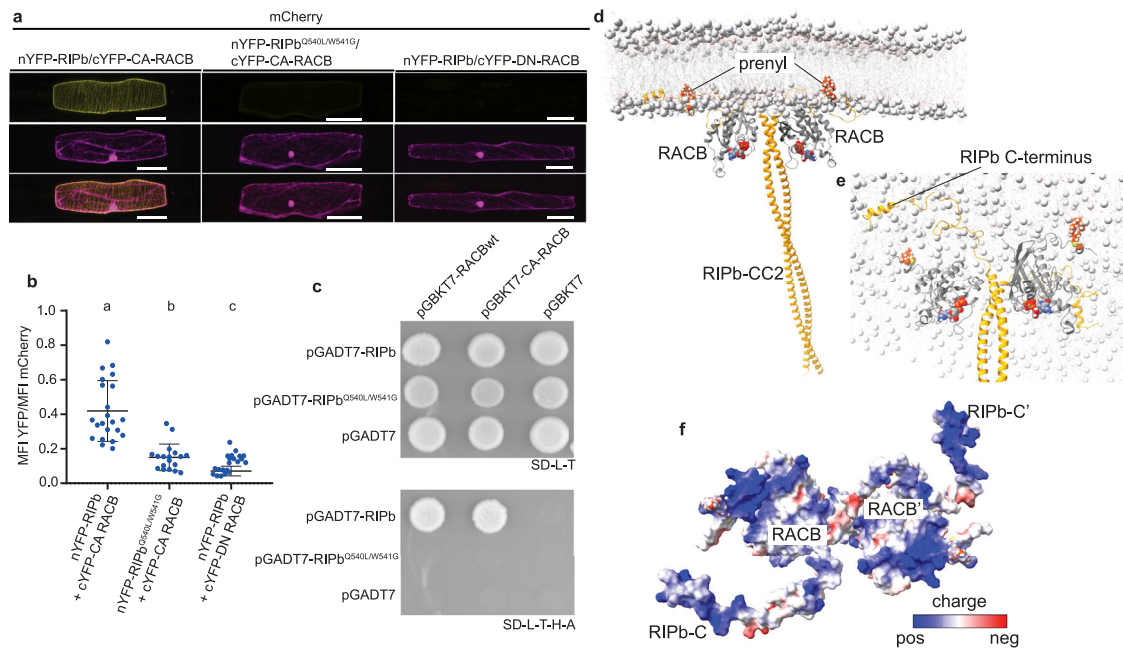 a
mCherry
nYFP-RIPb/cYFP-CA-RACB
nYFP-RIPbQ540L/W541G/
cYFP-CA-RACB
nYFP-RIPb/cYFP-DN-RACB
b
a
b
c
MFI YFP/MFI mCherry
0.0
0.2
0.4
0.6
0.8
1.0
nYFP-RIPb
+ cYFP-CA RACB
nYFP-RIPbQ540L/W541G
+ cYFP-CA RACB
nYFP-RIPb
+ cYFP-DN RACB
c
pGBKT7-RACBwt
pGBKT7-CA-RACB
pGBKT7
pGADT7-RIPb
pGADT7-RIPbQ540L/W541G
pGADT7
SD-L-T
pGADT7-RIPb
pGADT7-RIPbQ540L/W541G
pGADT7
SD-L-T-H-A
d
prenyl
RACB
RACB
RIPb-CC2
e
RIPb C-terminus
f
RIPb-C'
RACB'
RACB
RIPb-C
charge
pos
neg